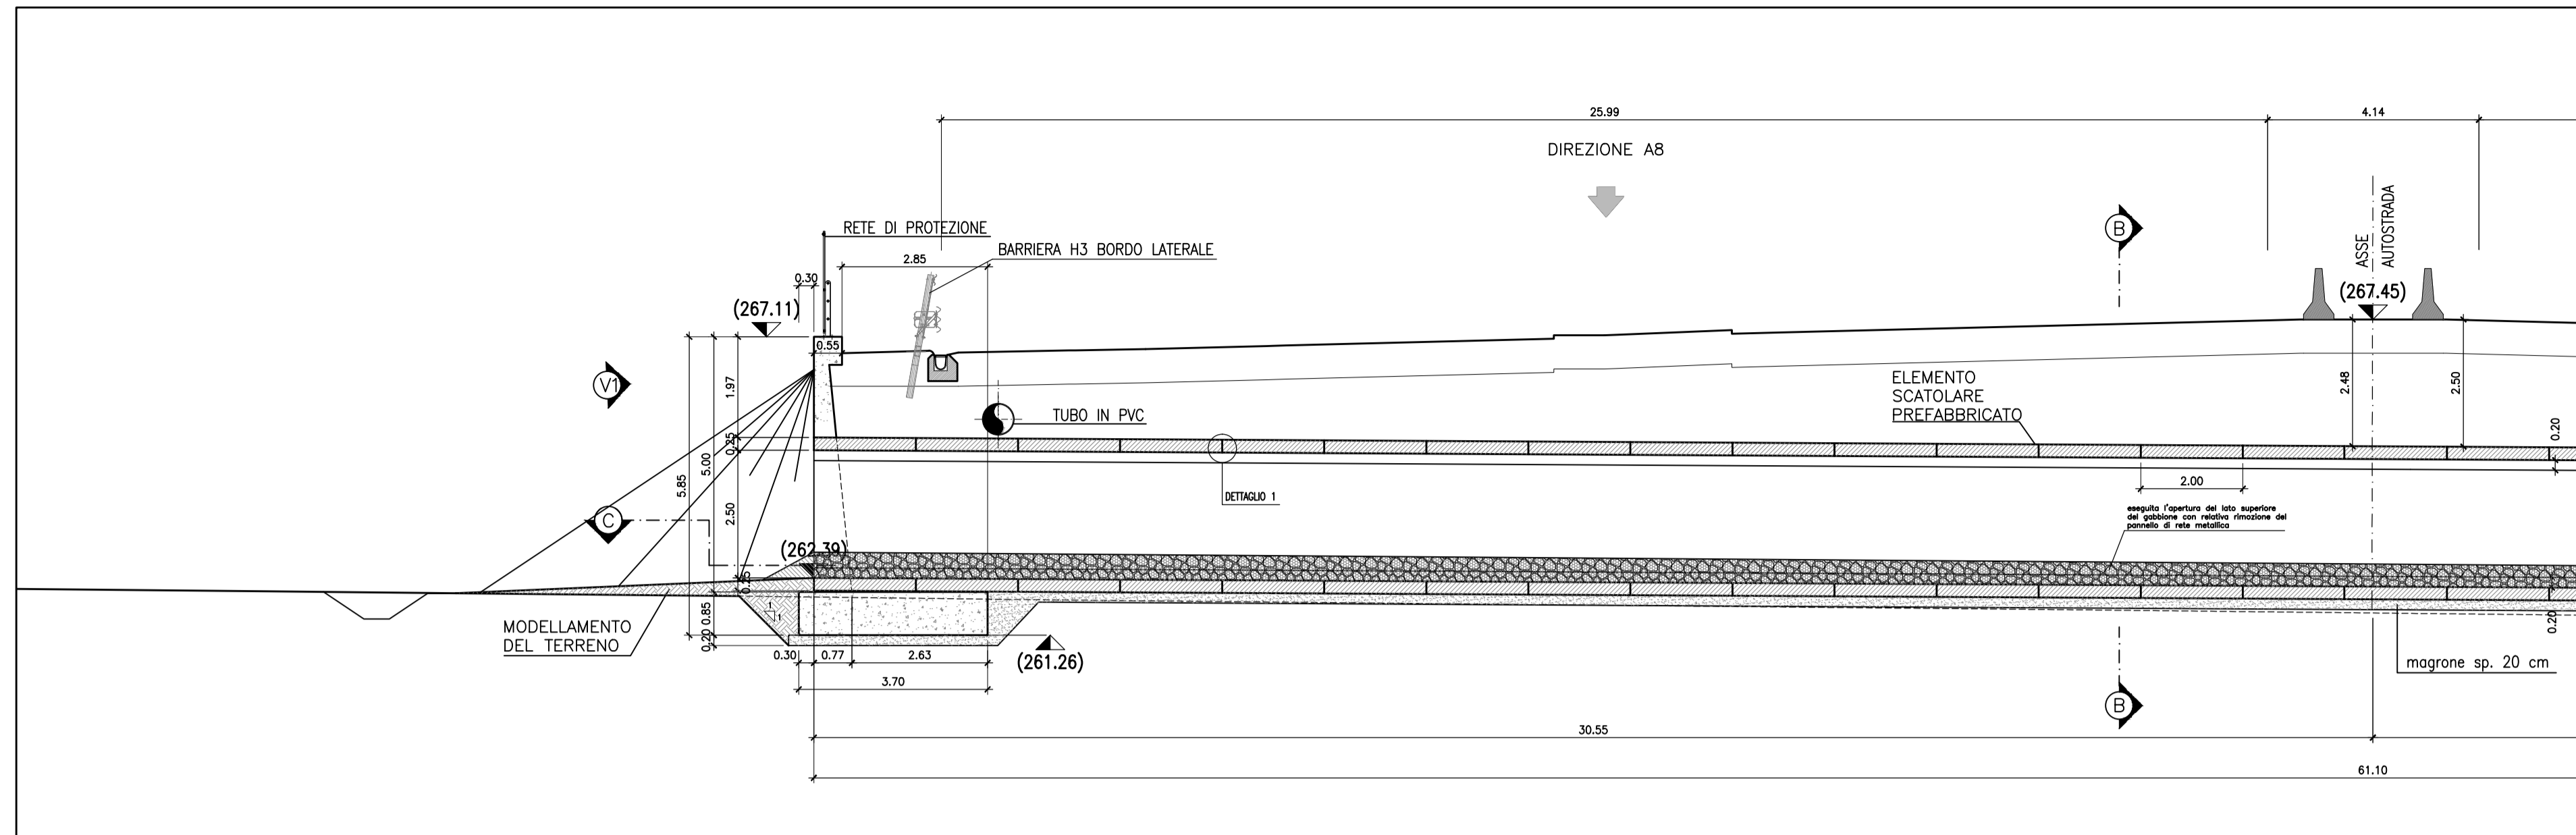 25.99
4.14
DIREZIONE A8
ASSE
AUTOSTRADA
B
RETE DI PROTEZIONE
BARRIERA H3 BORDO LATERALE
2.85
0.30
(267.11)
(267.45)
0.55
V1
1.97
0.25
5.00
5.85
2.50
TUBO IN PVC
ELEMENTO
SCATOLARE
PREFABBRICATO
2.48
2.50
0.20
DETTAGLIO 1
2.00
C
eseguita l'apertura del lato superiore
del gabbione con relativa rimozione del
pannello di rete metallica
(262.39)
0.25
0.85
0.20
1
1
MODELLAMENTO
DEL TERRENO
0.30
0.77
2.63
(261.26)
3.70
0.20
magrone sp. 20 cm
B
30.55
61.10